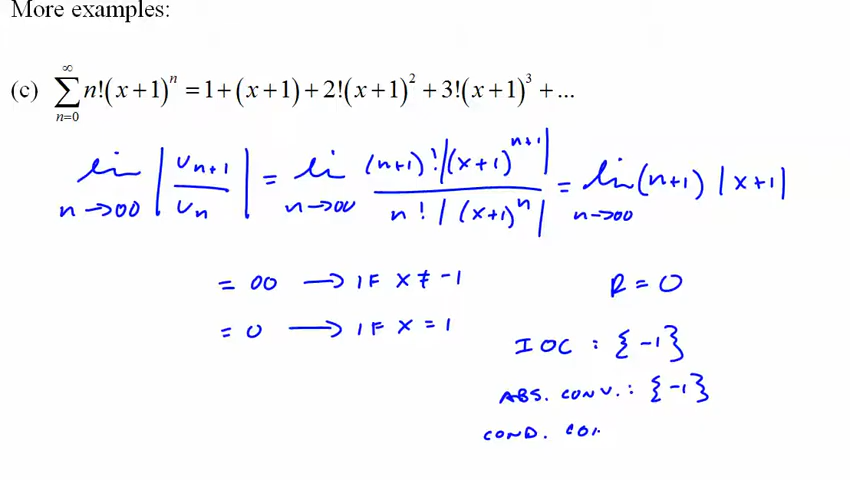 More examples:
(c) ∑_{n=0}^{∞} n!(x+1)^n = 1+(x+1)+2!(x+1)^2+3!(x+1)^3+...
lim_{n→∞} |U_{n+1}/U_n| = lim_{n→∞} (n+1)!|(x+1)^{n+1}| / n!|(x+1)^n| = lim_{n→∞} (n+1)|x+1|
= ∞ → IF X ≠ -1
R = 0
= 0 → IF X = 1
IOC : {-1}
ABS. CONV. : {-1}
COND. CON